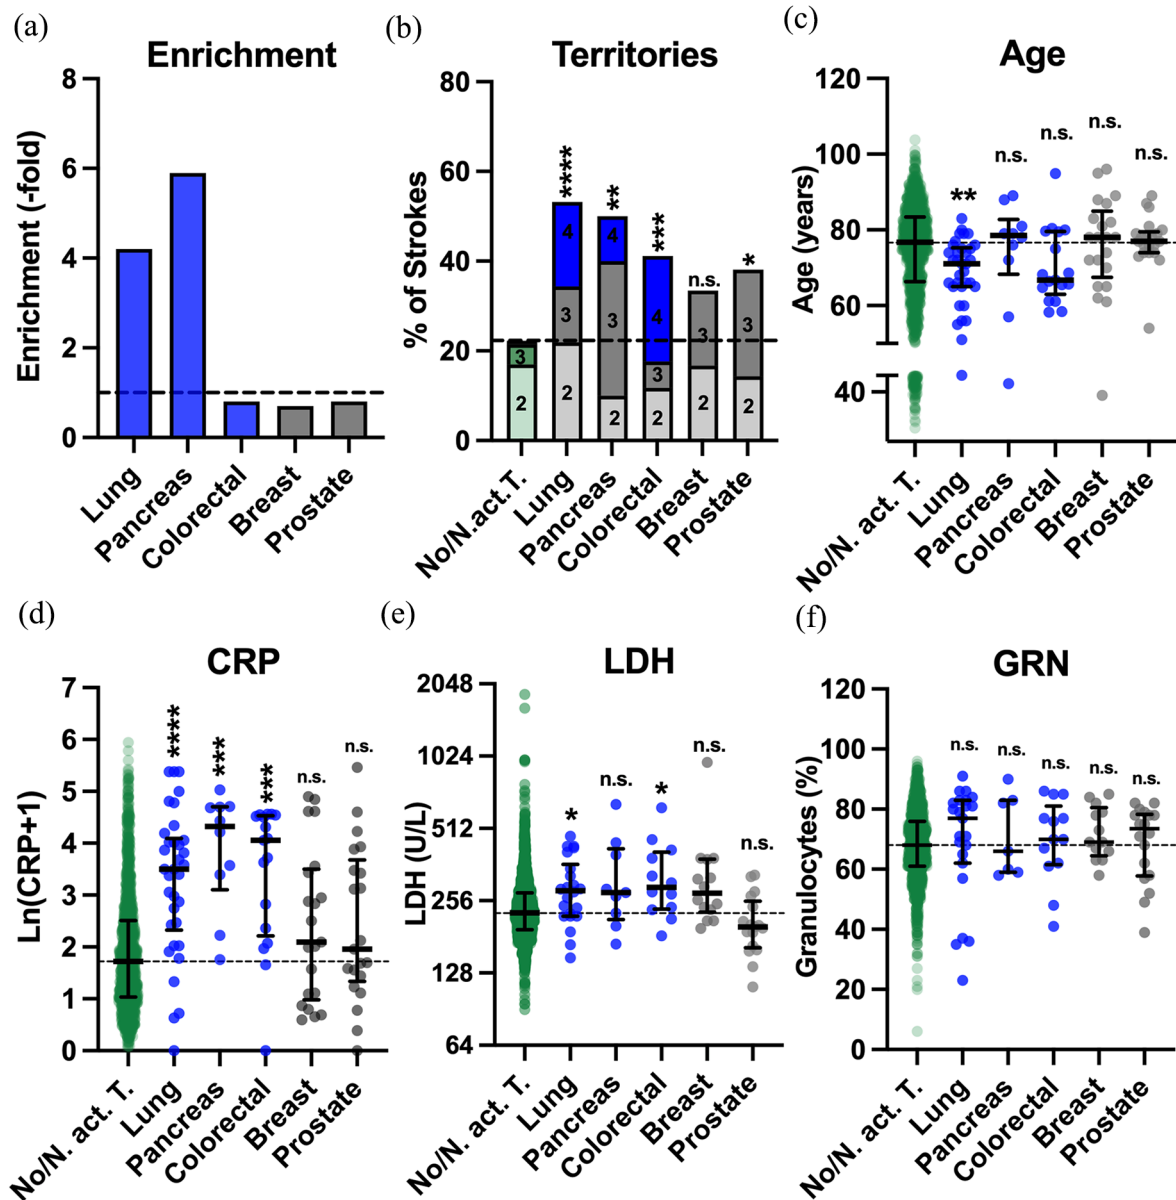 (a)
Enrichment
Enrichment (-fold)
8
6
4
2
0
Lung
Pancreas
Colorectal
Breast
Prostate
(b)
Territories
% of Strokes
80
60
40
20
0
3
2
****
4
3
2
**
4
3
2
***
4
3
2
n.s.
3
2
*
3
2
No/N. act. T.
Lung
Pancreas
Colorectal
Breast
Prostate
(c)
Age
Age (years)
120
100
80
60
40
**
n.s.
n.s.
n.s.
n.s.
No/N. act. T.
Lung
Pancreas
Colorectal
Breast
Prostate
(d)
CRP
Ln(CRP+1)
7
6
5
4
3
2
1
0
****
***
***
n.s.
n.s.
No/N. act. T.
Lung
Pancreas
Colorectal
Breast
Prostate
(e)
LDH
LDH (U/L)
2048
1024
512
256
128
64
*
n.s.
*
n.s.
n.s.
No/N. act. T.
Lung
Pancreas
Colorectal
Breast
Prostate
(f)
GRN
Granulocytes (%)
120
100
80
60
40
20
0
n.s.
n.s.
n.s.
n.s.
n.s.
No/N. act. T.
Lung
Pancreas
Colorectal
Breast
Prostate